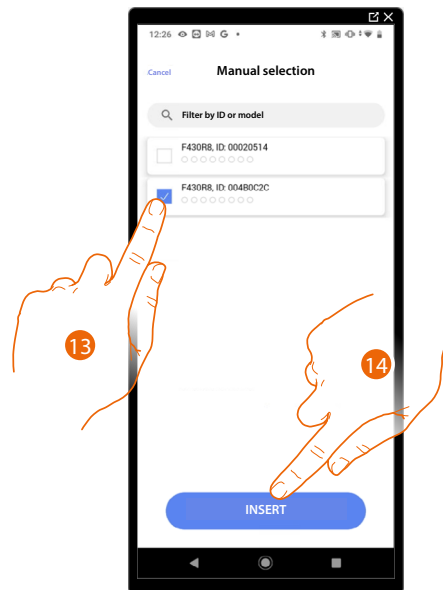 12:26 G
Cancel
Manual selection
Filter by ID or model
F430R8, ID: 00020514
F430R8, ID: 004B0C2C
13
14
INSERT